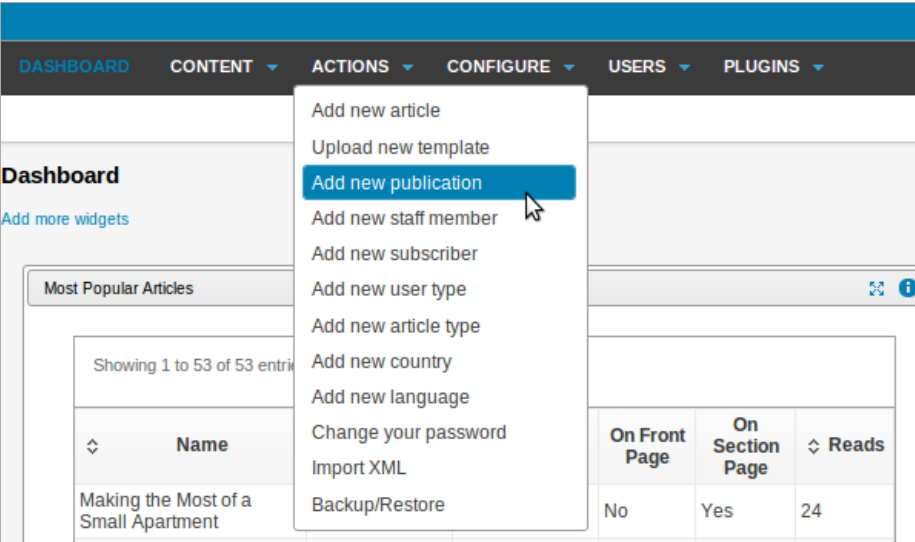 DASHBOARD CONTENT ACTIONS CONFIGURE USERS PLUGINS
Add new article
Upload new template
Dashboard
Add new publication
Add more widgets
Add new staff member
Add new subscriber
Most Popular Articles
Add new user type
Add new article type
Showing 1 to 53 of 53
Add new country
Add new language
Change your password
Import XML
Backup/Restore
Name
On Front
Page
On
Section
Page
Reads
Making the Most of a
Small Apartment
No
Yes
24